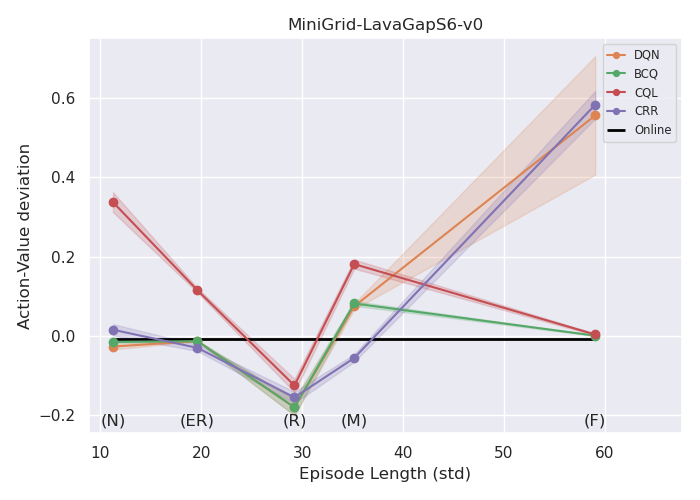 MiniGrid-LavaGapS6-v0
DQN
BCQ
CQL
CRR
Online
Action-Value deviation
0.6
0.4
0.2
0.0
−0.2
(N) (ER) (R) (M) (F)
10 20 30 40 50 60
Episode Length (std)